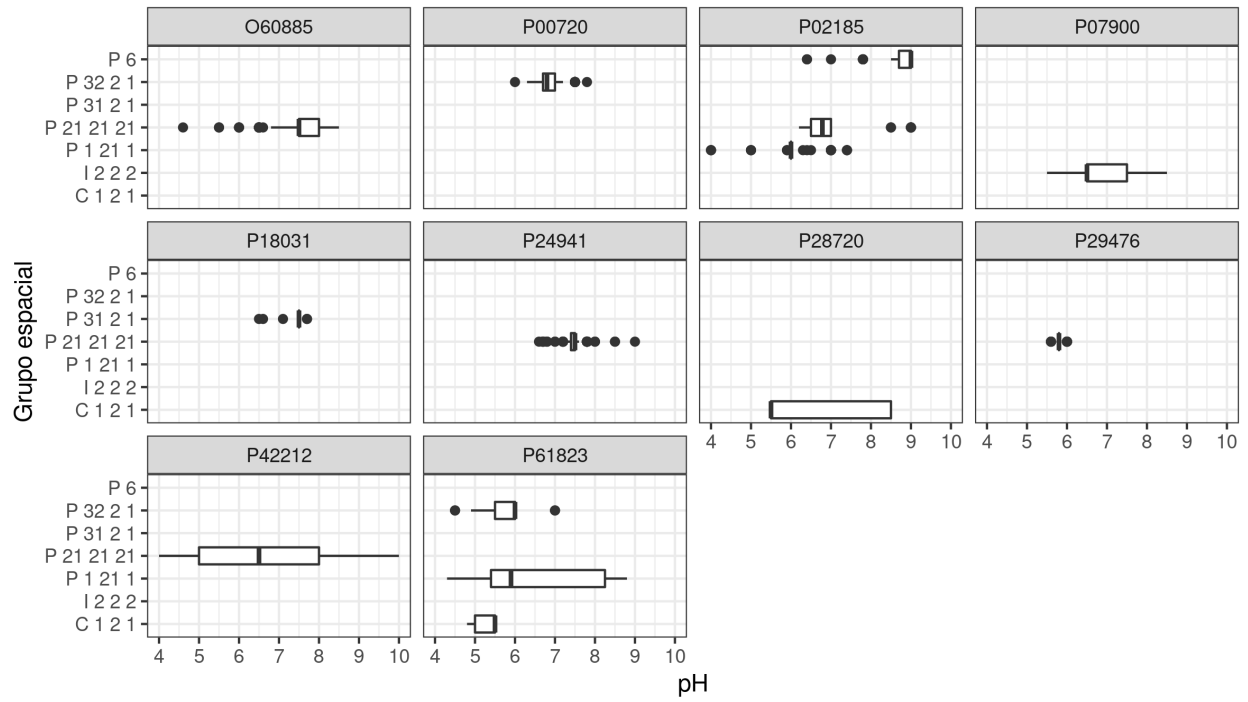 O60885 P00720 P02185 P07900
P 6
P 32 2 1
P 31 2 1
P 21 21 21
P 1 21 1
I 2 2 2
C 1 2 1
P18031 P24941 P28720 P29476
P 6
P 32 2 1
P 31 2 1
P 21 21 21
P 1 21 1
I 2 2 2
C 1 2 1
4 5 6 7 8 9 10 4 5 6 7 8 9 10
Grupo espacial
P42212 P61823
P 6
P 32 2 1
P 31 2 1
P 21 21 21
P 1 21 1
I 2 2 2
C 1 2 1
4 5 6 7 8 9 10 4 5 6 7 8 9 10
pH